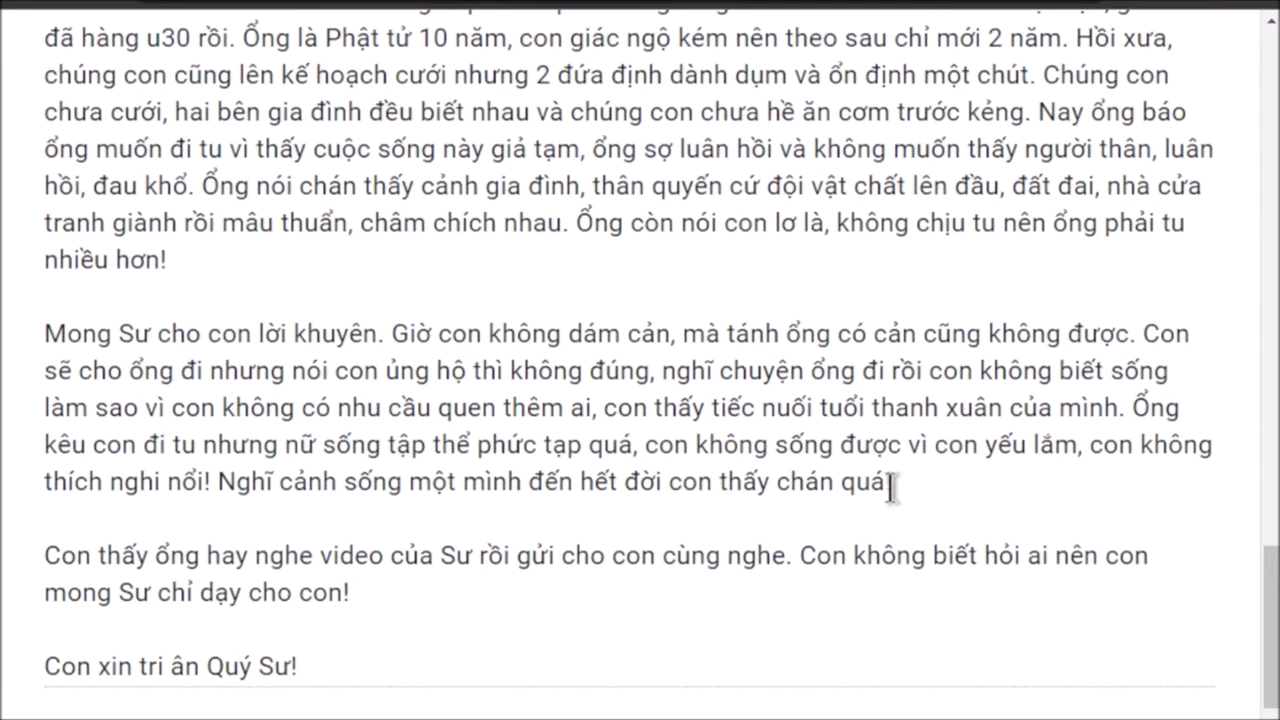 đã hàng u30 rồi. Ổng là Phật tử 10 năm, con giác ngộ kém nên theo sau chỉ mới 2 năm. Hồi xưa,
chúng con cũng lên kế hoạch cưới nhưng 2 đứa định dành dụm và ổn định một chút. Chúng con
chưa cưới, hai bên gia đình đều biết nhau và chúng con chưa hề ăn cơm trước kẻng. Nay ổng báo
ổng muốn đi tu vì thấy cuộc sống này giả tạm, ổng sợ luân hồi và không muốn thấy người thân, luân
hồi, đau khổ. Ổng nói chán thấy cảnh gia đình, thân quyến cứ đội vật chất lên đầu, đất đai, nhà cửa
tranh giành rồi mâu thuẩn, châm chích nhau. Ổng còn nói con lơ là, không chịu tu nên ổng phải tu
nhiều hơn!
Mong Sư cho con lời khuyên. Giờ con không dám cản, mà tánh ổng có cản cũng không được. Con
sẽ cho ổng đi nhưng nói con ủng hộ thì không đúng, nghĩ chuyện ổng đi rồi con không biết sống
làm sao vì con không có nhu cầu quen thêm ai, con thấy tiếc nuối tuổi thanh xuân của mình. Ổng
kêu con đi tu nhưng nữ sống tập thể phức tạp quá, con không sống được vì con yếu lắm, con không
thích nghi nổi! Nghĩ cảnh sống một mình đến hết đời con thấy chán quá
Con thấy ổng hay nghe video của Sư rồi gửi cho con cùng nghe. Con không biết hỏi ai nên con
mong Sư chỉ dạy cho con!
Con xin tri ân Quý Sư!